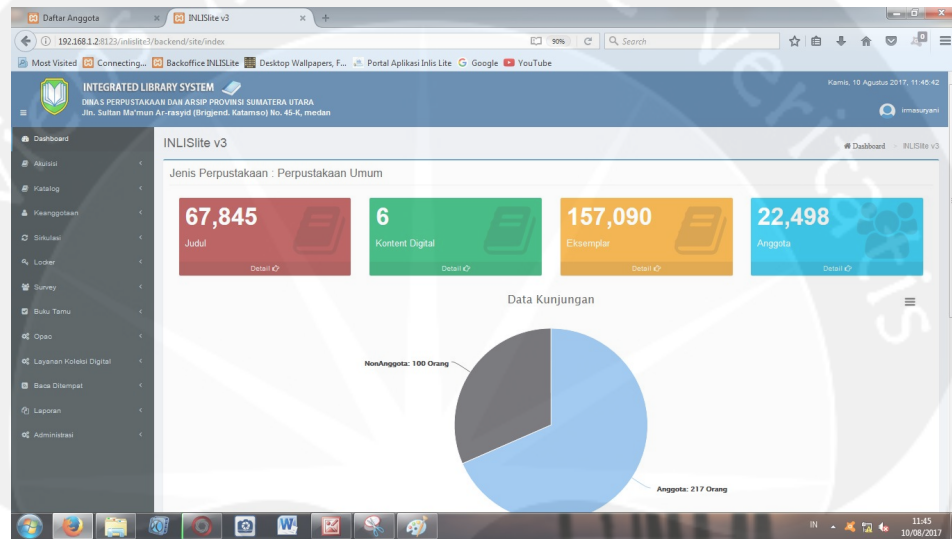 Daftar Anggota
INLISlite v3
192.168.1.2:8123/inlislite3/backend/site/index
90%
Search
Most Visited
Connecting...
Backoffice INLISLite
Desktop Wallpapers, F...
Portal Aplikasi Inlis Lite
Google
YouTube
INTEGRATED LIBRARY SYSTEM
DINAS PERPUSTAKAAN DAN ARSIP PROVINSI SUMATERA UTARA
Jln. Sultan Ma'mun Ar-rasyid (Brigjend. Katamso) No. 45-K, medan
Kamis, 10 Agustus 2017, 11:45:42
irmasuryani
Dashboard
Akuisisi
Katalog
Keanggotaan
Sirkulasi
Locker
Survey
Buku Tamu
Opac
Layanan Koleksi Digital
Baca Ditempat
Laporan
Administrasi
INLISlite v3
Dashboard > INLISlite v3
Jenis Perpustakaan : Perpustakaan Umum
67,845
Judul
Detail
6
Kontent Digital
Detail
157,090
Eksemplar
Detail
22,498
Anggota
Detail
Data Kunjungan
NonAnggota: 100 Orang
Anggota: 217 Orang
IN
11:45
10/08/2017